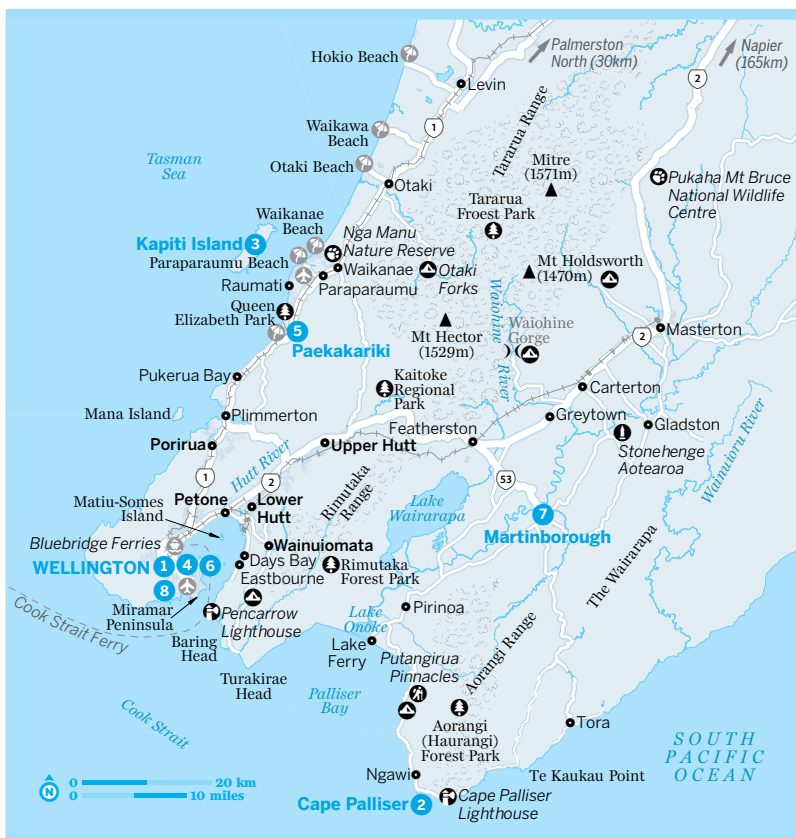 Palmerston
North (30km)
Napier
(165km)
Hokio Beach
2
Levin
Waikawa
Beach
1
Tararua Range
Tasman
Sea
Otaki Beach
Mitre
(1571m)
Otaki
Pukaha Mt Bruce
National Wildlife
Centre
Tararua
Froest Park
Waikanae
Beach
Nga Manu
Nature Reserve
Kapiti Island 3
Paraparaumu Beach
Waikanae
Otaki
Forks
Mt Holdsworth
(1470m)
Raumati
Paraparaumu
Waiohine
River
Queen
Elizabeth Park
Mt Hector
(1529m)
Waiohine
Gorge
5
Paekakariki
2
Masterton
Pukerua Bay
Kaitoke
Regional
Park
Carterton
Mana Island
Plimmerton
Featherston
Greytown
Gladston
Porirua
Upper Hutt
Stonehenge
Aotearoa
Wainuioru River
Hutt River
1
2
53
Rimutaka
Range
Petone
Lower
Hutt
Lake
Wairarapa
Matiu-Somes
Island
7
Martinborough
Bluebridge Ferries
Wainuiomata
WELLINGTON 1 4 6
8
Days Bay
Eastbourne
Rimutaka
Forest Park
The Wairarapa
Miramar
Peninsula
Pencarrow
Lighthouse
Lake
Onoke
Pirinoa
Cook Strait Ferry
Baring
Head
Lake
Ferry
Putangirua
Pinnacles
Aorangi Range
Turakirae
Head
Palliser
Bay
Cook Strait
Aorangi
(Haurangi)
Forest Park
Tora
SOUTH
PACIFIC
OCEAN
Ngawi
Te Kaukau Point
N
0 20 km
0 10 miles
Cape Palliser 2
Cape Palliser
Lighthouse